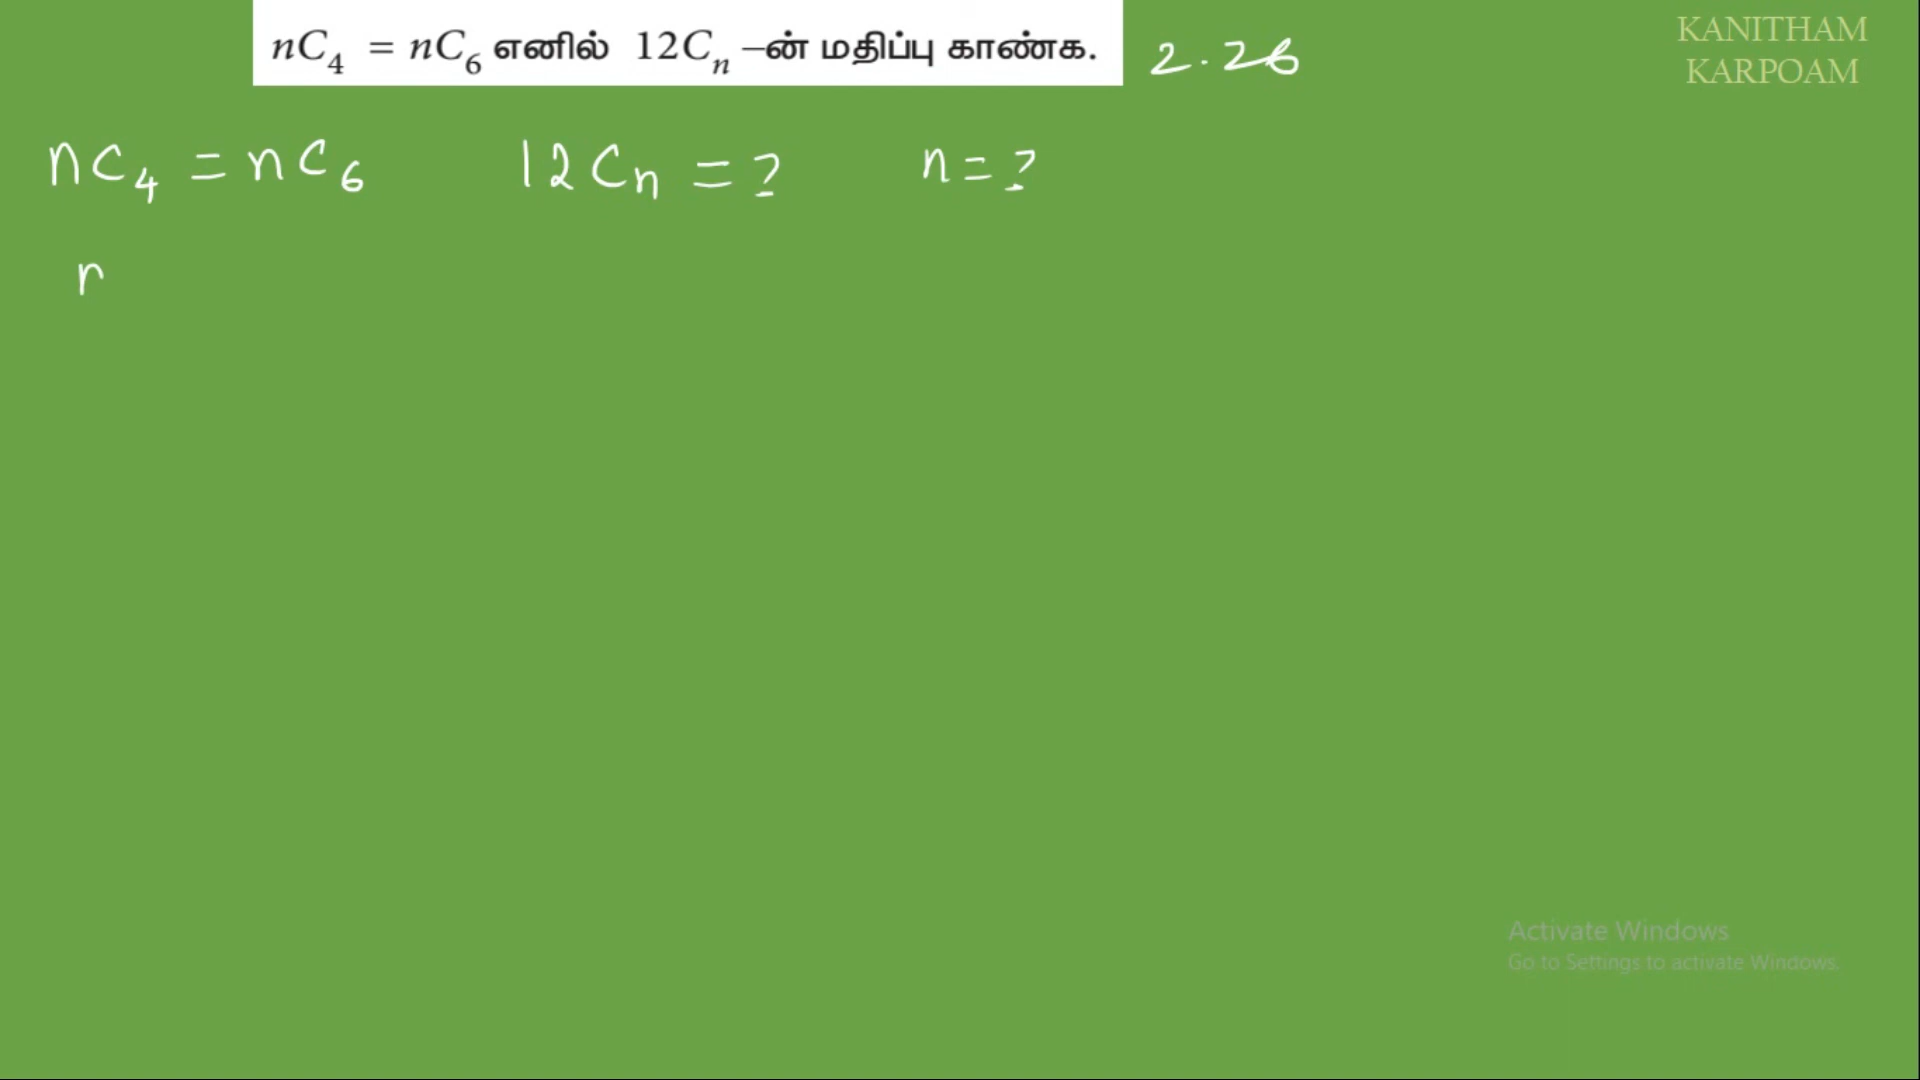 nC₄ = nC₆ எனில் 12Cₙ –ன் மதிப்பு காண்க. 2.26
KANITHAM
KARPOAM
nC₄ = nC₆ 12Cₙ = ? n = ?
n
Activate Windows
Go to Settings to activate Windows.